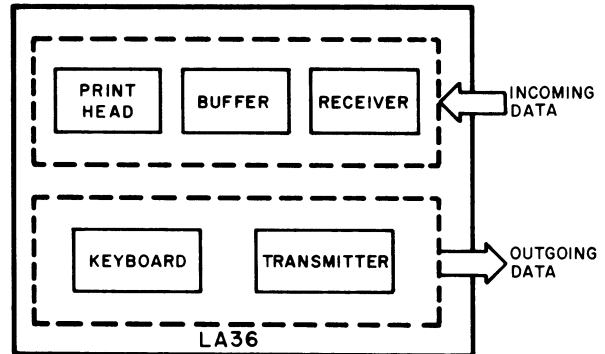 PRINT
HEAD
BUFFER
RECEIVER
INCOMING
DATA
KEYBOARD
TRANSMITTER
OUTGOING
DATA
LA36